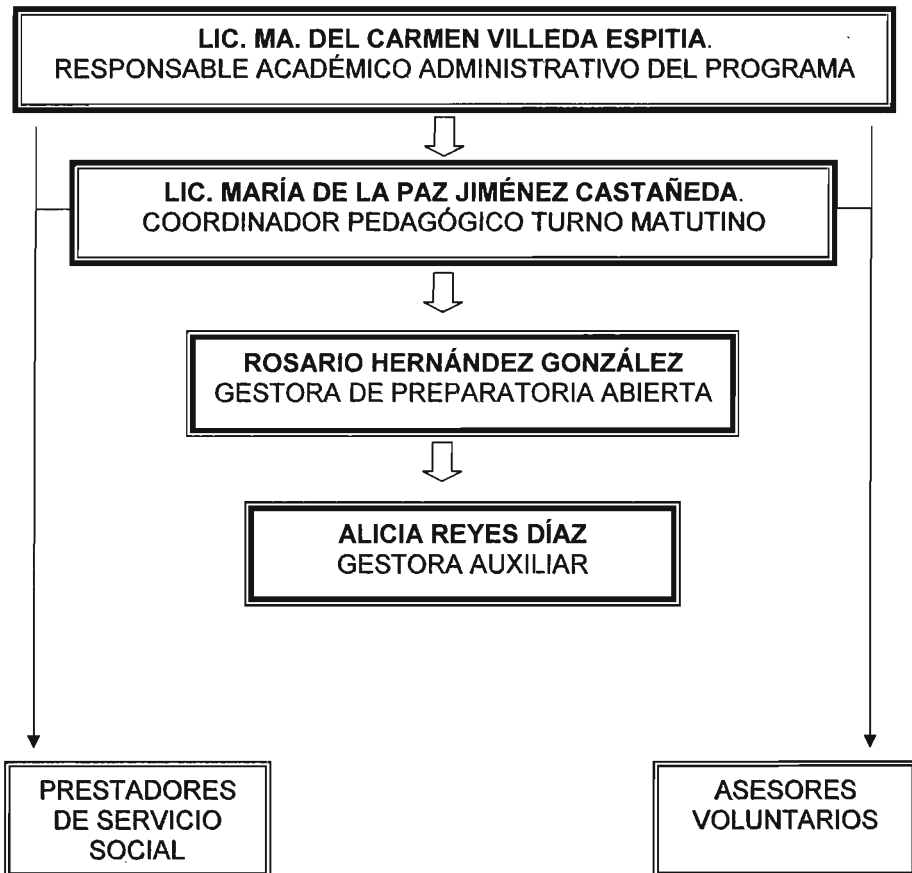 LIC. MA. DEL CARMEN VILLEDA ESPITIA.
RESPONSABLE ACADÉMICO ADMINISTRATIVO DEL PROGRAMA
LIC. MARÍA DE LA PAZ JIMÉNEZ CASTAÑEDA.
COORDINADOR PEDAGÓGICO TURNO MATUTINO
ROSARIO HERNÁNDEZ GONZÁLEZ
GESTORA DE PREPARATORIA ABIERTA
ALICIA REYES DÍAZ
GESTORA AUXILIAR
PRESTADORES
DE SERVICIO
SOCIAL
ASESORES
VOLUNTARIOS